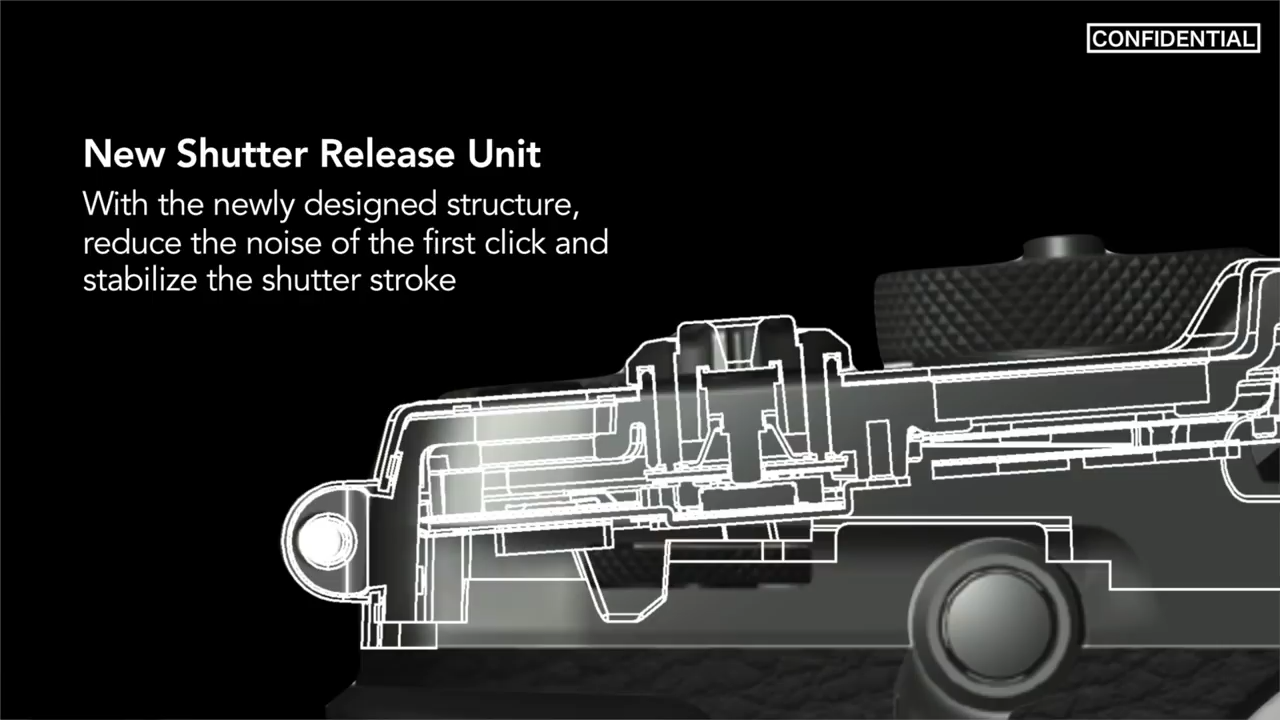 CONFIDENTIAL
New Shutter Release Unit
With the newly designed structure,
reduce the noise of the first click and
stabilize the shutter stroke